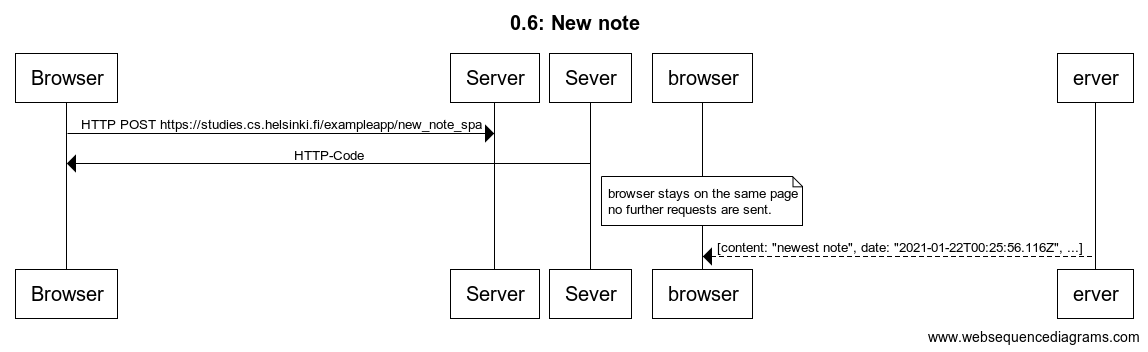 0.6: New note
Browser
Server
Sever
browser
erver
HTTP POST https://studies.cs.helsinki.fi/exampleapp/new_note_spa
HTTP-Code
browser stays on the same page
no further requests are sent.
[content: "newest note", date: "2021-01-22T00:25:56.116Z", ...]
Browser
Server
Sever
browser
erver
www.websequencediagrams.com